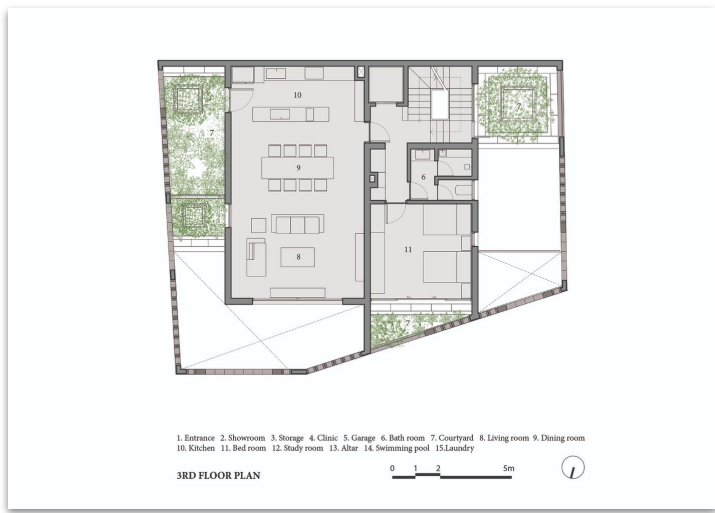 10
7
7
9
6
8
11
7
1. Entrance 2. Showroom 3. Storage 4. Clinic 5. Garage 6. Bath room 7. Courtyard 8. Living room 9. Dining room
10. Kitchen 11. Bed room 12. Study room 13. Altar 14. Swimming pool 15.Laundry
3RD FLOOR PLAN
0 1 2 5m